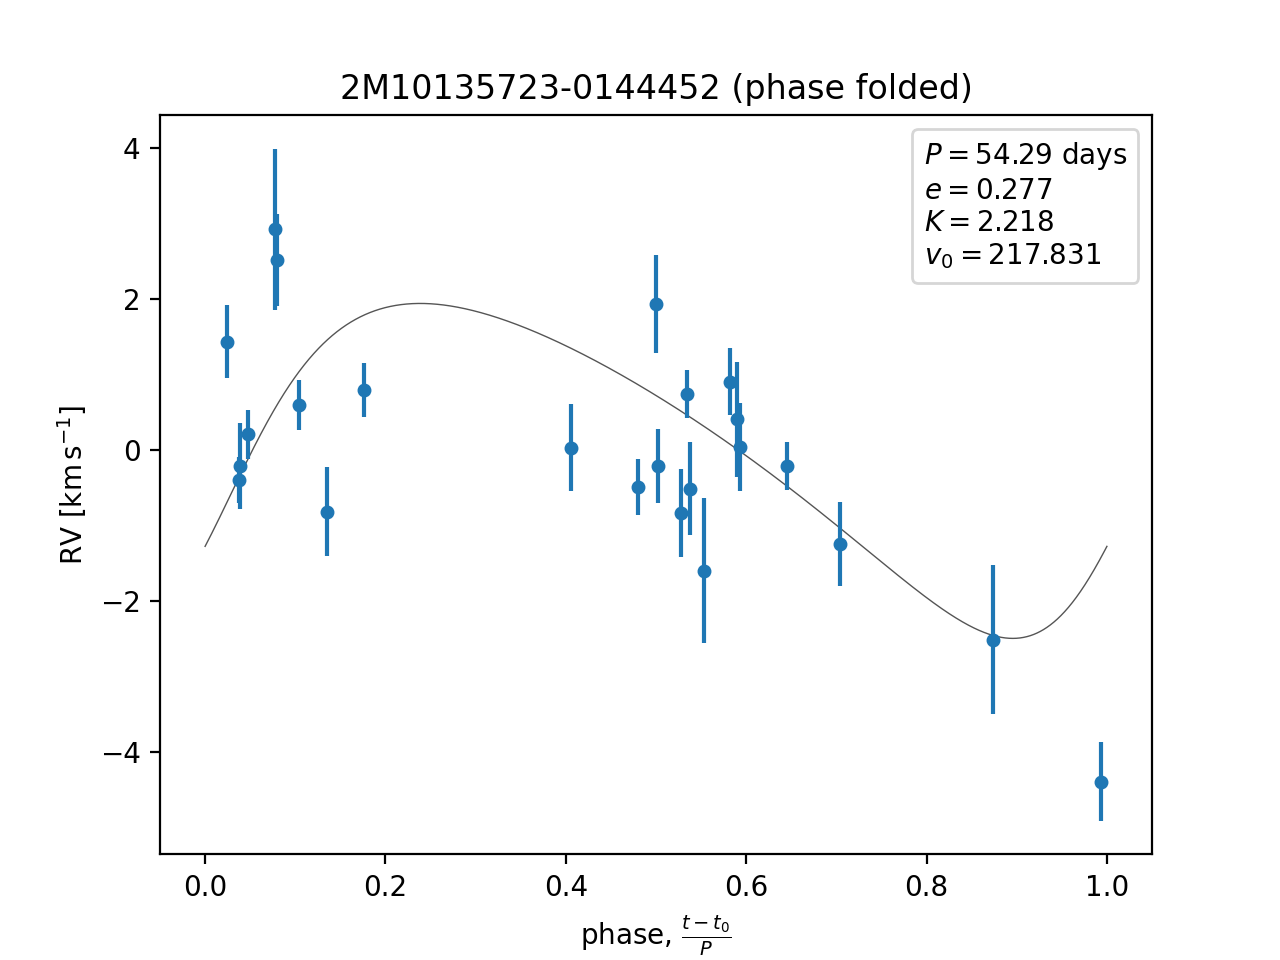 2M10135723-0144452 (phase folded)
P = 54.29 days
e = 0.277
K = 2.218
v₀ = 217.831
4
2
0
−2
−4
RV [km s⁻¹]
0.0 0.2 0.4 0.6 0.8 1.0
phase, (t − t₀)/P